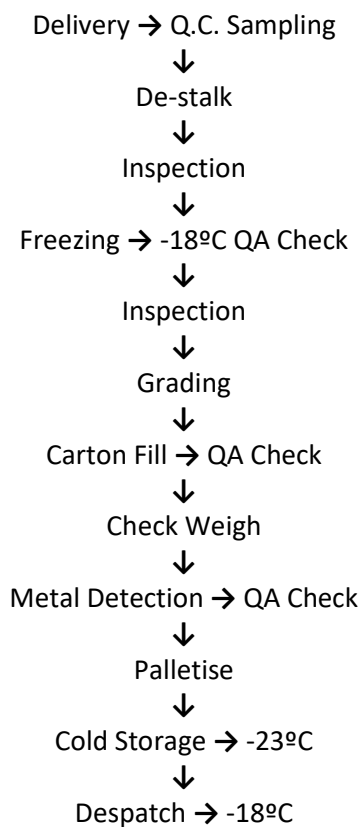 Delivery → Q.C. Sampling
↓
De-stalk
↓
Inspection
↓
Freezing → -18ºC QA Check
↓
Inspection
↓
Grading
↓
Carton Fill → QA Check
↓
Check Weigh
↓
Metal Detection → QA Check
↓
Palletise
↓
Cold Storage → -23ºC
↓
Despatch → -18ºC